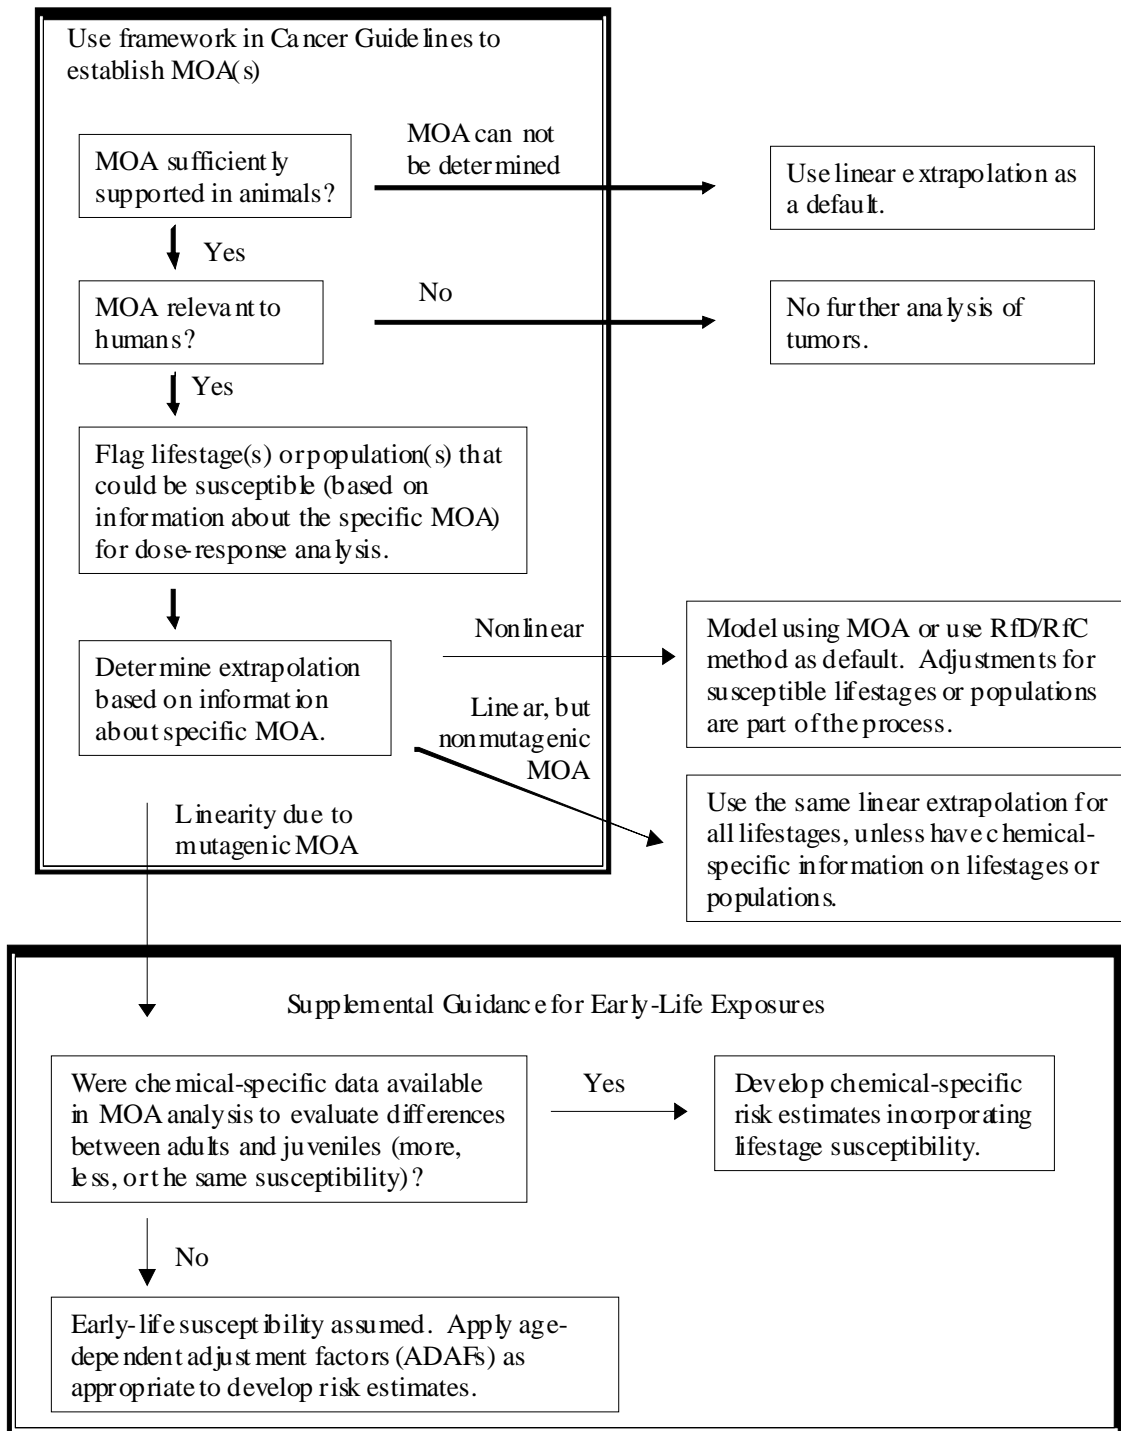 Use framework in Cancer Guidelines to
establish MOA(s)
MOA sufficiently
supported in animals?
MOA can not
be determined
Use linear extrapolation as
a default.
Yes
MOA relevant to
humans?
No
No further analysis of
tumors.
Yes
Flag lifestage(s) or population(s) that
could be susceptible (based on
information about the specific MOA)
for dose-response analysis.
Determine extrapolation
based on information
about specific MOA.
Nonlinear
Model using MOA or use RfD/RfC
method as default. Adjustments for
susceptible lifestages or populations
are part of the process.
Linear, but
nonmutagenic
MOA
Use the same linear extrapolation for
all lifestages, unless have chemical-
specific information on lifestages or
populations.
Linearity due to
mutagenic MOA
Supplemental Guidance for Early-Life Exposures
Were chemical-specific data available
in MOA analysis to evaluate differences
between adults and juveniles (more,
less, or the same susceptibility)?
Yes
Develop chemical-specific
risk estimates incorporating
lifestage susceptibility.
No
Early-life susceptibility assumed. Apply age-
dependent adjustment factors (ADAFs) as
appropriate to develop risk estimates.